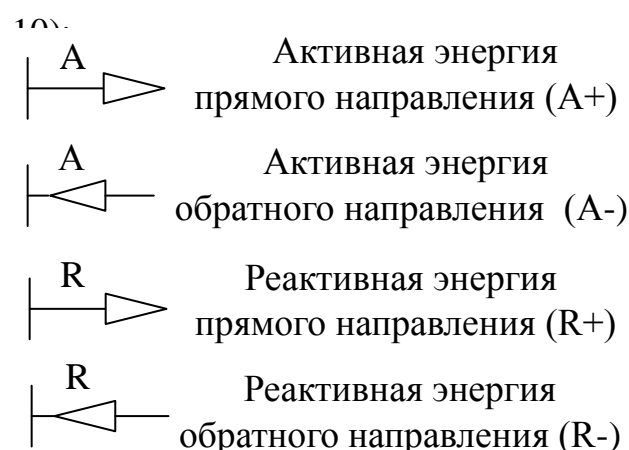 10):
A Активная энергия
прямого направления (A+)
A Активная энергия
обратного направления (A-)
R Реактивная энергия
прямого направления (R+)
R Реактивная энергия
обратного направления (R-)